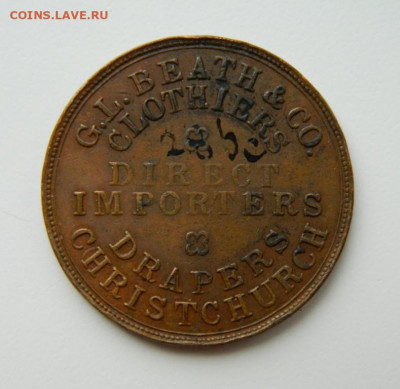 COINS.LAVE.RU
G.L. BEATH & CO.
CLOTHIERS
DIRECT
IMPORTERS
DRAPERS
CHRISTCHURCH